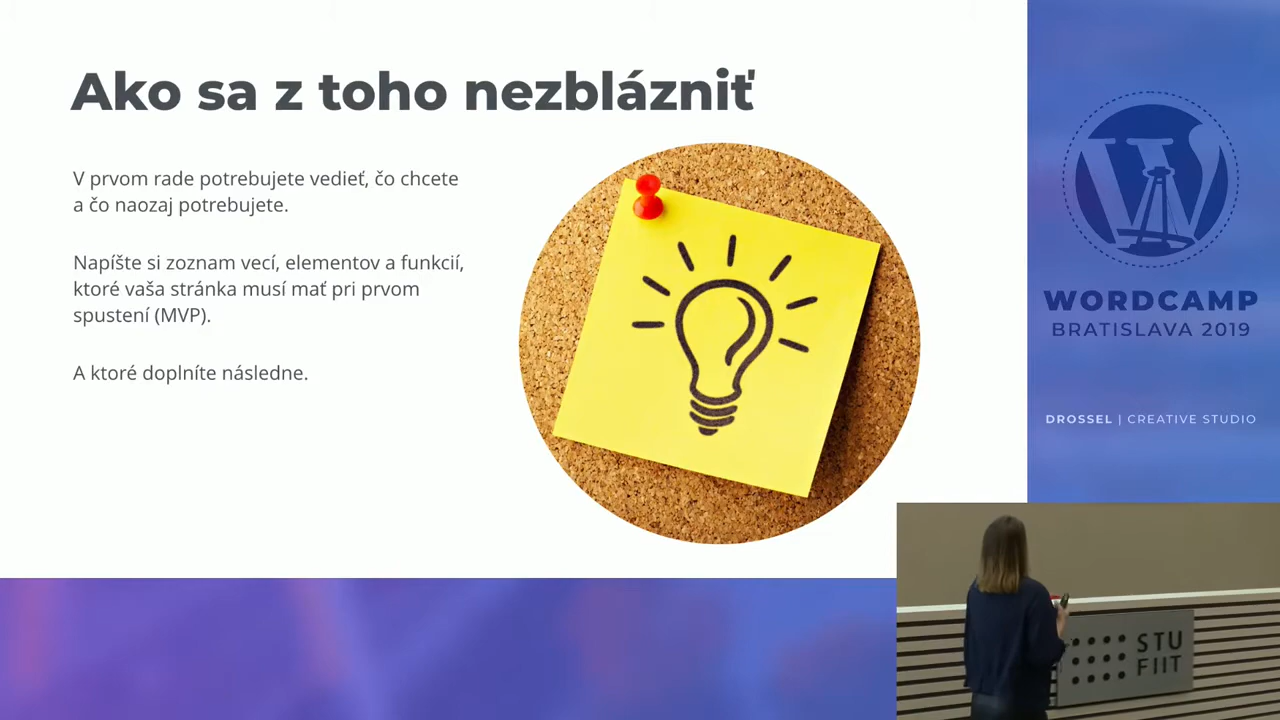 Ako sa z toho nezblázniť
V prvom rade potrebujete vedieť, čo chcete
a čo naozaj potrebujete.
Napíšte si zoznam vecí, elementov a funkcií,
ktoré vaša stránka musí mať pri prvom
spustení (MVP).
A ktoré doplníte následne.
WORDCAMP
BRATISLAVA 2019
DROSSEL | CREATIVE STUDIO
STU
FIIT